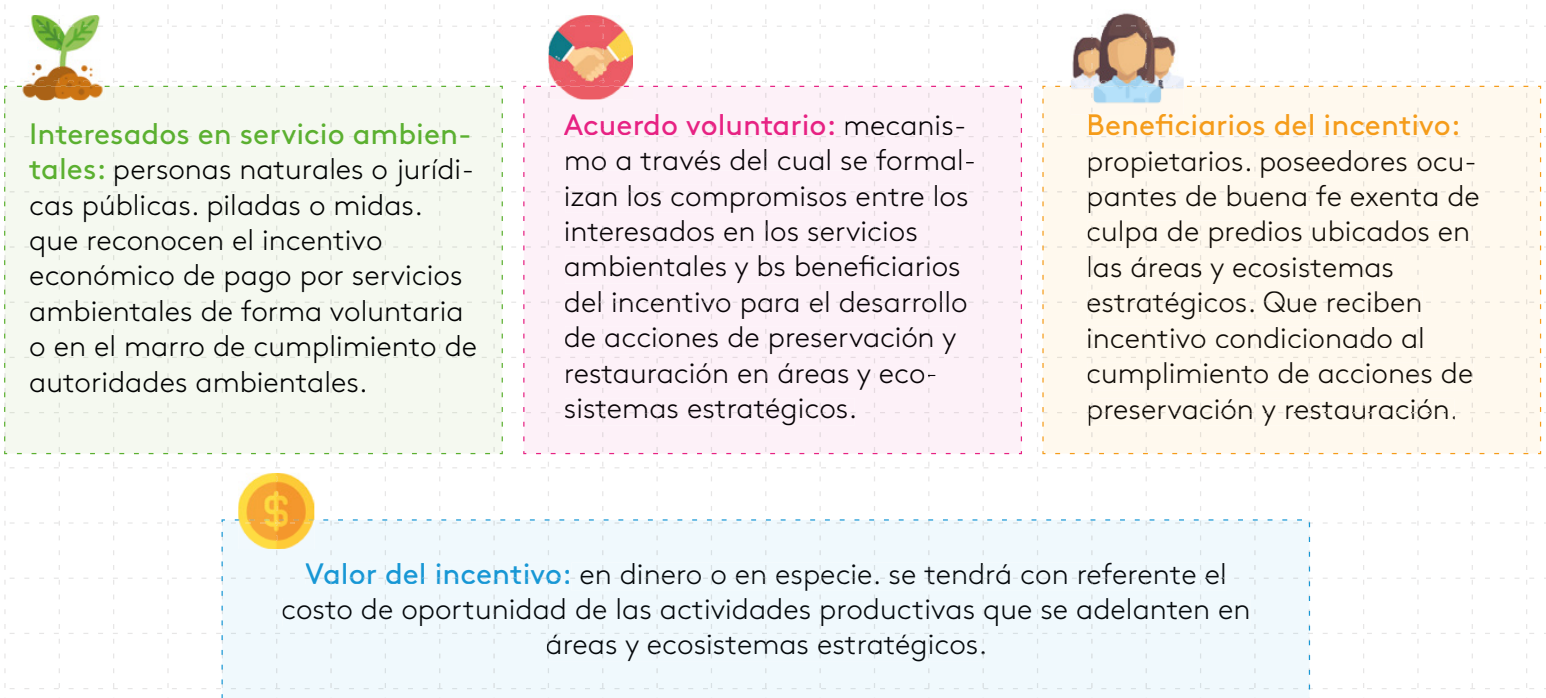 Interesados en servicio ambien-
tales: personas naturales o jurídi-
cas públicas. piladas o midas.
que reconocen el incentivo
económico de pago por servicios
ambientales de forma voluntaria
o en el marro de cumplimiento de
autoridades ambientales.
Acuerdo voluntario: mecanis-
mo a través del cual se formal-
izan los compromisos entre los
interesados en los servicios
ambientales y bs beneficiarios
del incentivo para el desarrollo
de acciones de preservación y
restauración en áreas y eco-
sistemas estratégicos.
Beneficiarios del incentivo:
propietarios. poseedores ocu-
pantes de buena fe exenta de
culpa de predios ubicados en
las áreas y ecosistemas
estratégicos. Que reciben
incentivo condicionado al
cumplimiento de acciones de
preservación y restauración.
$
Valor del incentivo: en dinero o en especie. se tendrá con referente el
costo de oportunidad de las actividades productivas que se adelanten en
áreas y ecosistemas estratégicos.